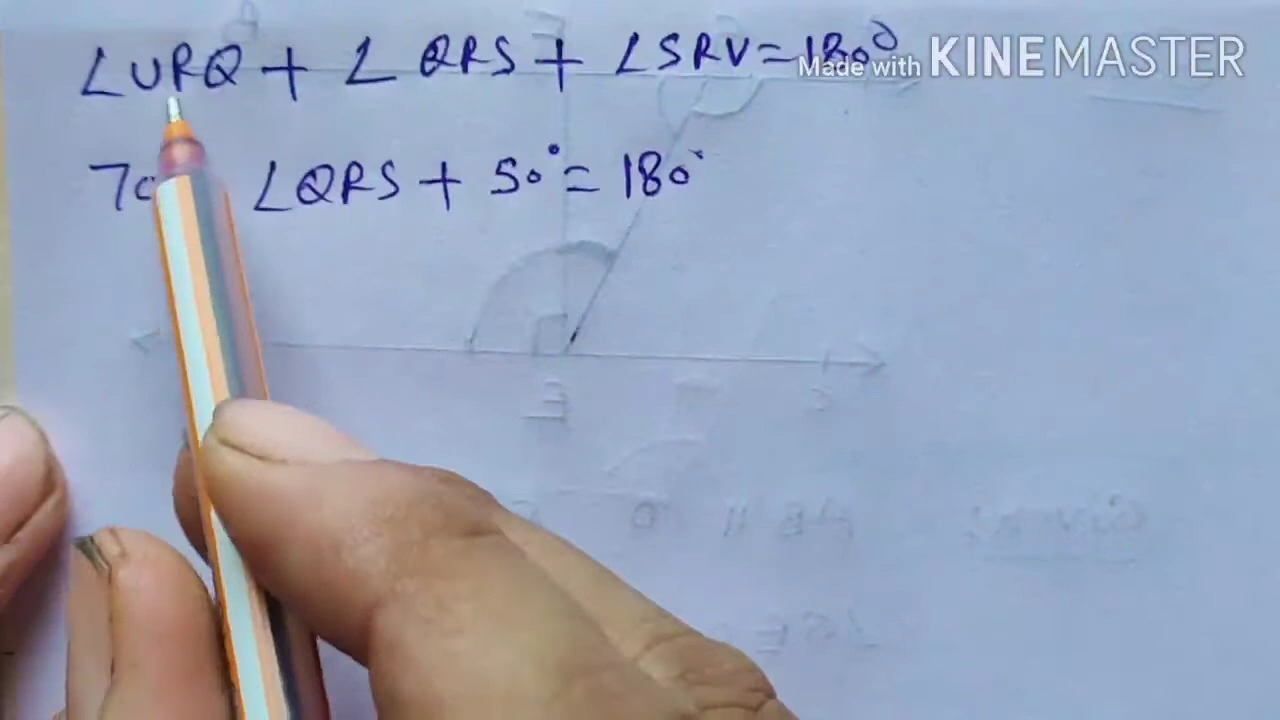 ∠URQ + ∠QRS + ∠SRV = 180°
Made with KINEMASTER
∠QRS + 50° = 180°